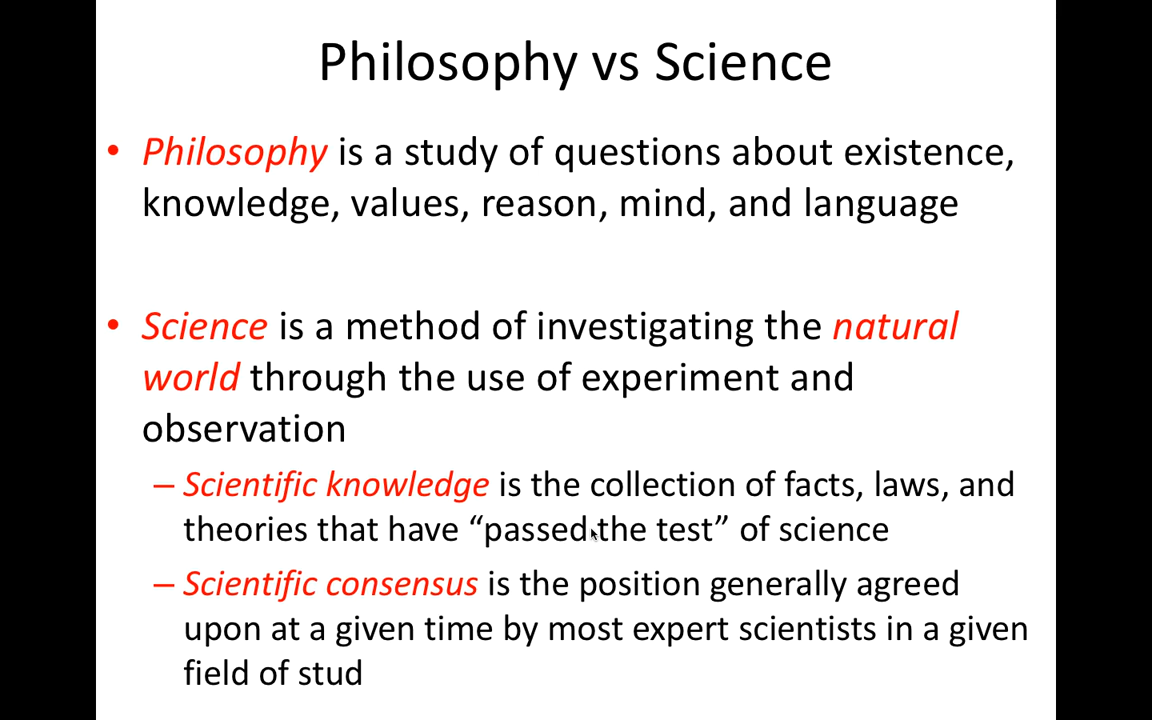 Philosophy vs Science
• Philosophy is a study of questions about existence,
knowledge, values, reason, mind, and language
• Science is a method of investigating the natural
world through the use of experiment and
observation
– Scientific knowledge is the collection of facts, laws, and
theories that have “passed the test” of science
– Scientific consensus is the position generally agreed
upon at a given time by most expert scientists in a given
field of stud